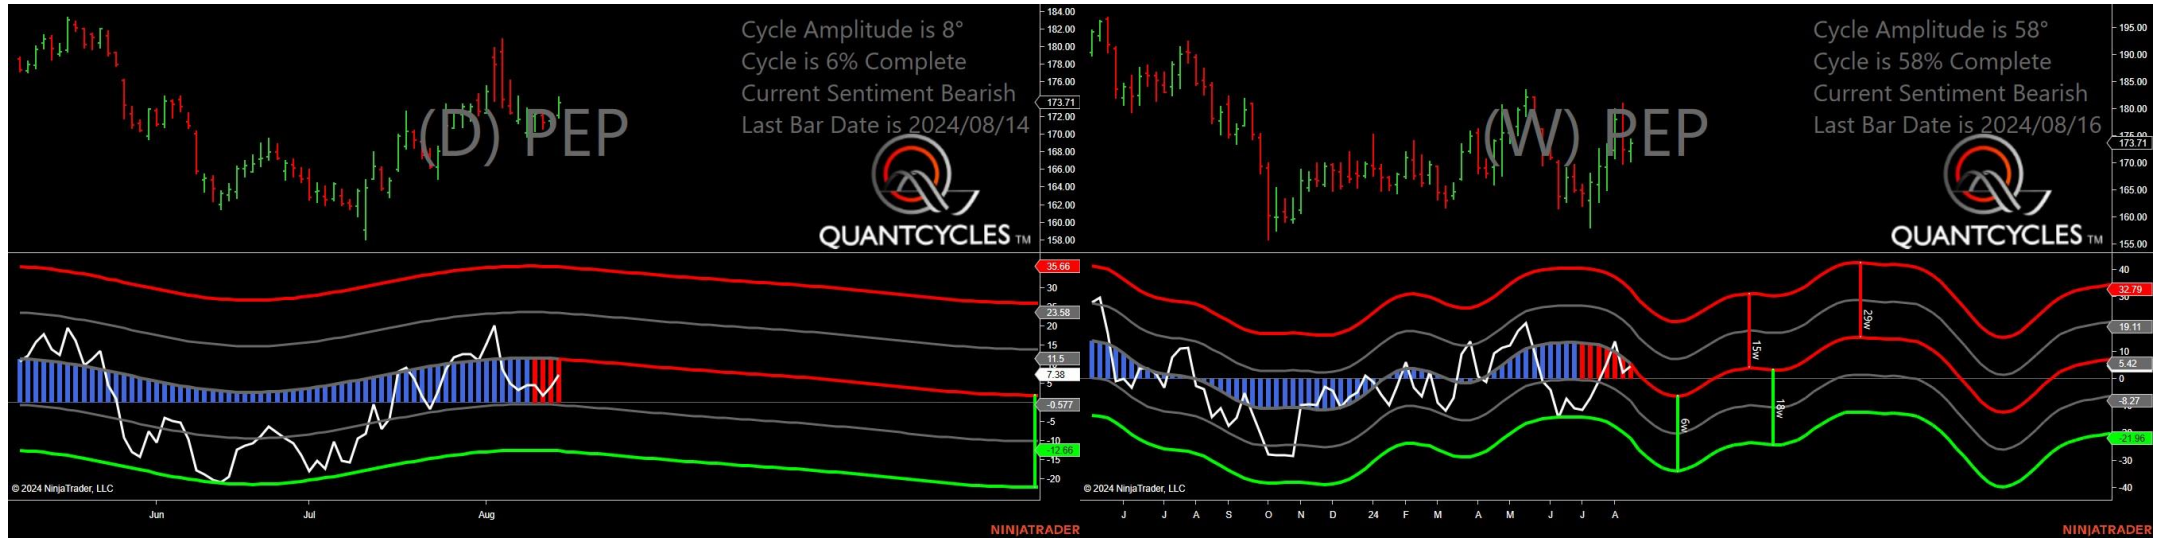 Cycle Amplitude is 8°
Cycle is 6% Complete
Current Sentiment Bearish
Last Bar Date is 2024/08/14
(D) PEP
QUANTCYCLES TM
184.00
182.00
180.00
178.00
176.00
173.71
172.00
170.00
168.00
166.00
164.00
162.00
160.00
158.00
35.66
30
23.58
20
15
11.5
7.38
5
-0.577
-5
-10
-12.66
-15
-20
© 2024 NinjaTrader, LLC
Jun Jul Aug
NINJATRADER
Cycle Amplitude is 58°
Cycle is 58% Complete
Current Sentiment Bearish
Last Bar Date is 2024/08/16
(W) PEP
QUANTCYCLES TM
195.00
190.00
185.00
180.00
175.00
173.71
170.00
165.00
160.00
155.00
40
32.79
30
19.11
10
5.42
0
-8.27
-21.96
-30
-40
6w
15w
18w
29w
© 2024 NinjaTrader, LLC
J J A S O N D 24 F M A M J J A
NINJATRADER